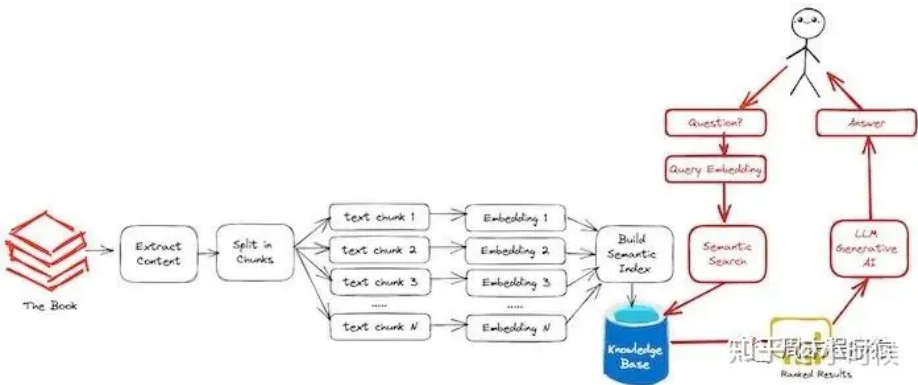 Question?
Answer
Query Embedding
The Book
Extract
Content
Split in
Chunks
text chunk 1
text chunk 2
text chunk 3
.....
text chunk N
Embedding 1
Embedding 2
Embedding 3
.....
Embedding N
Build
Semantic
Index
Semantic
Search
LLM
Generative
AI
Knowledge
Base
Ranked Results
知乎